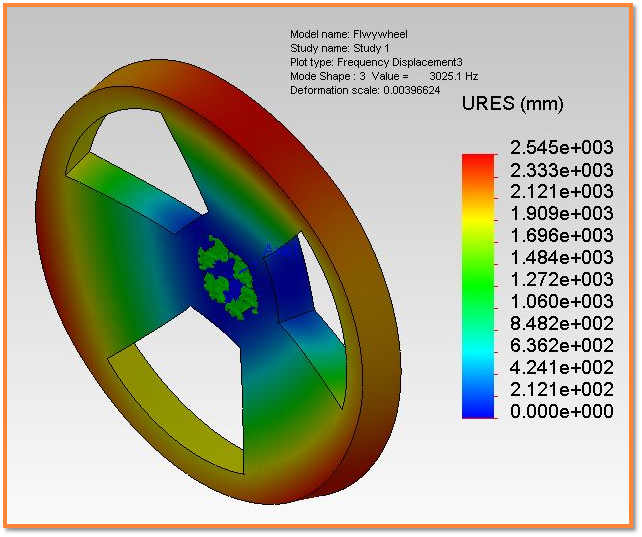 Model name: Flwywheel
Study name: Study 1
Plot type: Frequency Displacement3
Mode Shape : 3 Value = 3025.1 Hz
Deformation scale: 0.00396624
URES (mm)
2.545e+003
2.333e+003
2.121e+003
1.909e+003
1.696e+003
1.484e+003
1.272e+003
1.060e+003
8.482e+002
6.362e+002
4.241e+002
2.121e+002
0.000e+000